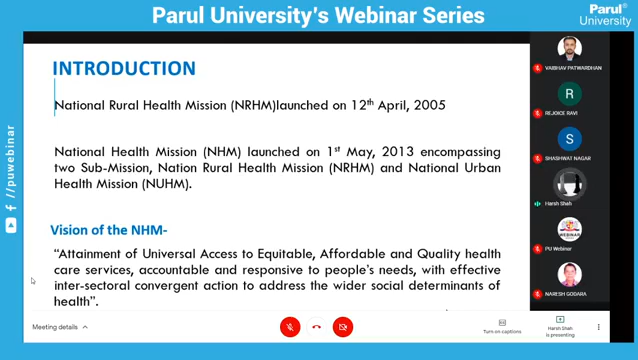 Parul University's Webinar Series
Parul®
University
INTRODUCTION
National Rural Health Mission (NRHM)launched on 12th April, 2005
National Health Mission (NHM) launched on 1st May, 2013 encompassing
two Sub-Mission, Nation Rural Health Mission (NRHM) and National Urban
Health Mission (NUHM).
Vision of the NHM-
“Attainment of Universal Access to Equitable, Affordable and Quality health
care services, accountable and responsive to people's needs, with effective
inter-sectoral convergent action to address the wider social determinants of
health”.
VAIBHAV PATWARDHAN
R
REJOICE RAVI
S
SHASHWAT NAGAR
Harsh Shah
WEBINAR
PU Webinar
NARESH GODARA
f/puwebinar
Meeting details
Turn on captions
Harsh Shah
is presenting